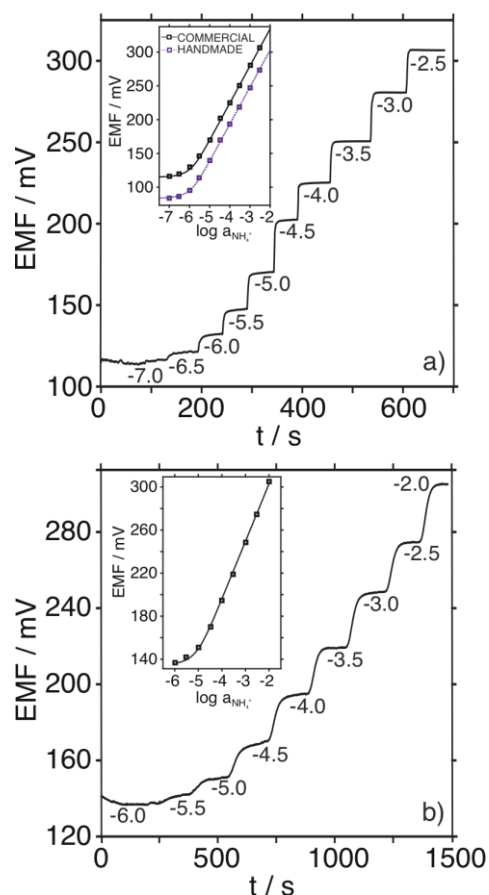 COMMERCIAL
HANDMADE
300
250
200
150
100
EMF / mV
-7 -6 -5 -4 -3 -2
log a_NH₄⁺
300
250
200
150
100
EMF / mV
-2.5
-3.0
-3.5
-4.0
-4.5
-5.0
-5.5
-6.0
-6.5
-7.0
a)
0 200 400 600
t / s
300
260
220
180
140
EMF / mV
-6 -5 -4 -3 -2
log a_NH₄⁺
280
240
200
160
120
EMF / mV
-2.0
-2.5
-3.0
-3.5
-4.0
-4.5
-5.0
-5.5
-6.0
b)
0 500 1000 1500
t / s